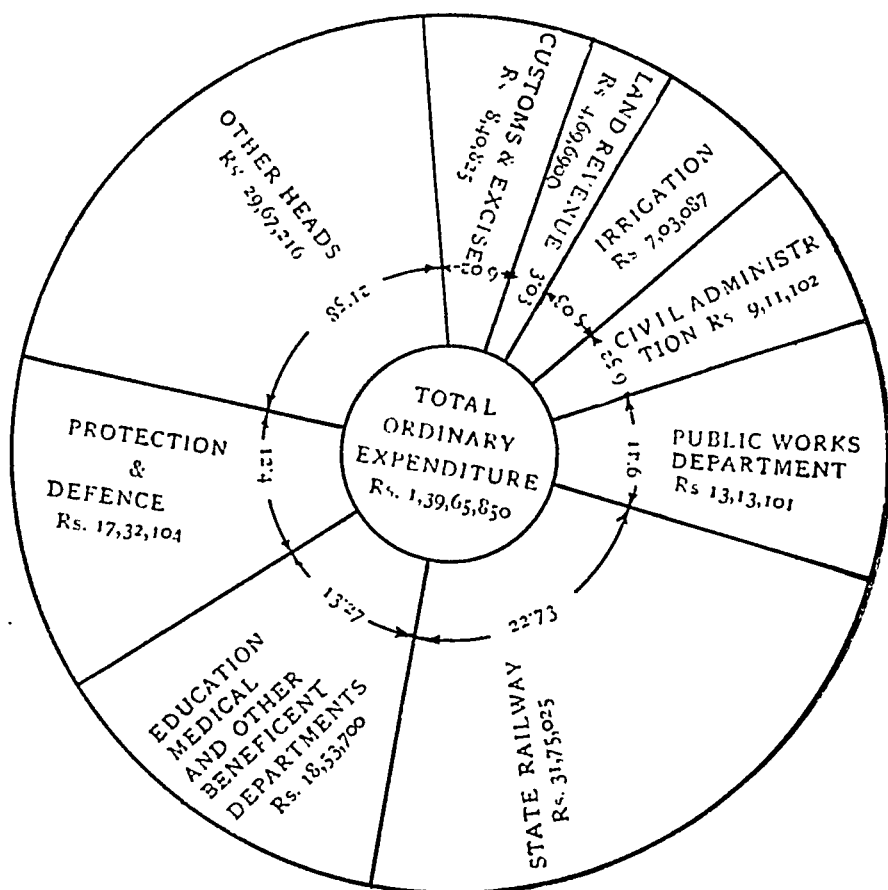 CUSTOMS & EXCISE
Rs 8,40,825
6·02
LAND REVENUE
Rs 4,69,690
3·03
IRRIGATION
Rs 7,03,087
5·03
CIVIL ADMINISTR
TION Rs 9,11,102
6·52
PUBLIC WORKS
DEPARTMENT
Rs 13,13,101
STATE RAILWAY
Rs. 31,75,025
22·73
EDUCATION
MEDICAL
AND OTHER
BENEFICENT
DEPARTMENTS
Rs. 18,53,700
13·27
PROTECTION
&
DEFENCE
Rs. 17,32,104
12·4
OTHER HEADS
Rs. 29,67,216
21·58
TOTAL
ORDINARY
EXPENDITURE
Rs. 1,39,65,850